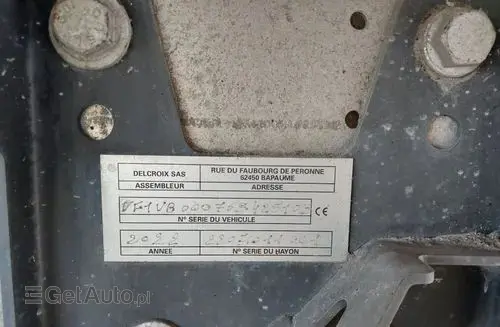 DELCROIX SAS
RUE DU FAUBOURG DE PERONNE
62450 BAPAUME
ASSEMBLEUR
ADRESSE
CE
N° SERIE DU VEHICULE
2022
ANNEE
N° SERIE DU HAYON
GetAuto.pl